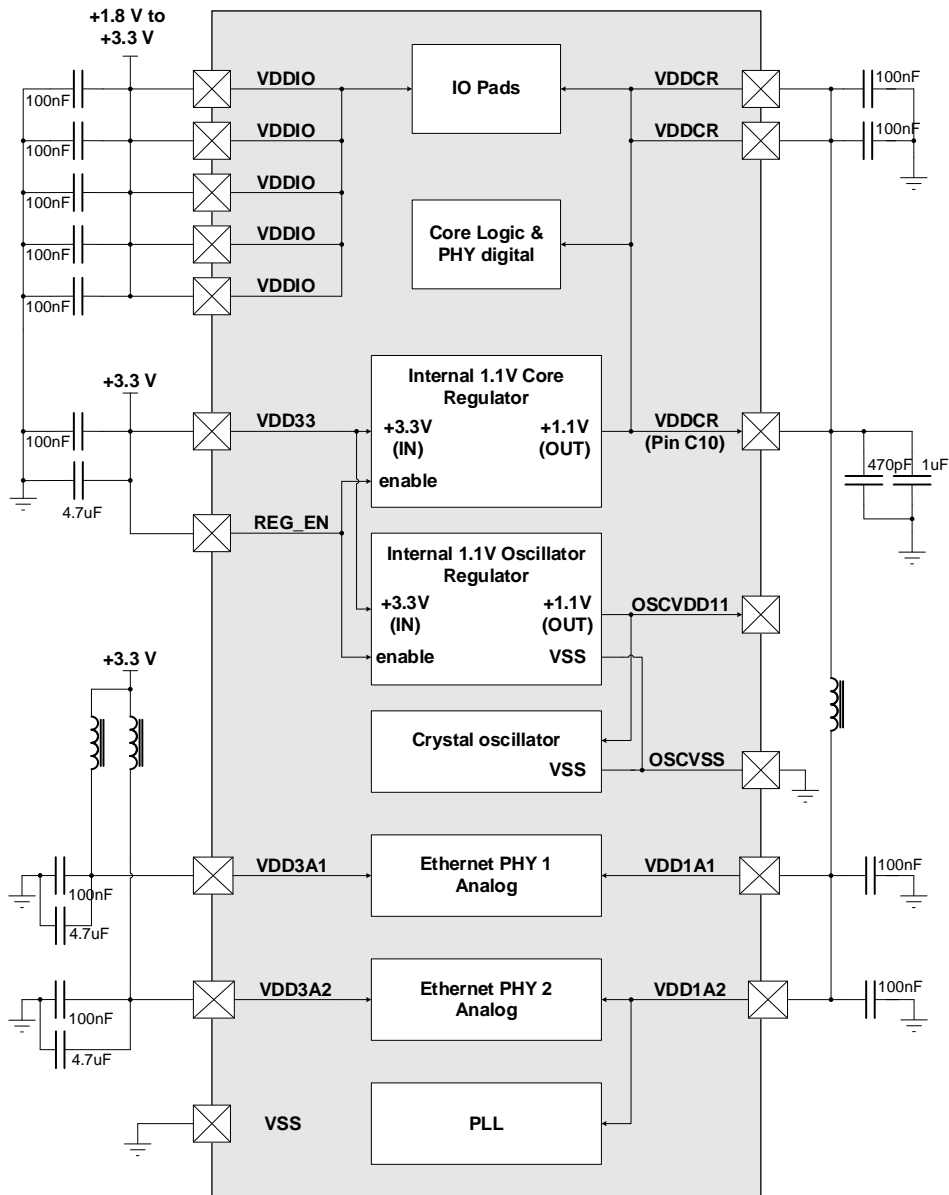 +1.8 V to
+3.3 V
100nF
VDDIO
IO Pads
VDDCR
100nF
100nF
VDDIO
VDDCR
100nF
100nF
VDDIO
Core Logic &
PHY digital
100nF
VDDIO
100nF
VDDIO
+3.3 V
Internal 1.1V Core
Regulator
100nF
VDD33
+3.3V
(IN)
+1.1V
(OUT)
VDDCR
(Pin C10)
enable
470pF
1uF
4.7uF
REG_EN
Internal 1.1V Oscillator
Regulator
+3.3V
(IN)
+1.1V
(OUT)
OSCVDD11
enable
VSS
+3.3 V
Crystal oscillator
VSS
OSCVSS
100nF
4.7uF
VDD3A1
Ethernet PHY 1
Analog
VDD1A1
100nF
100nF
4.7uF
VDD3A2
Ethernet PHY 2
Analog
VDD1A2
100nF
VSS
PLL